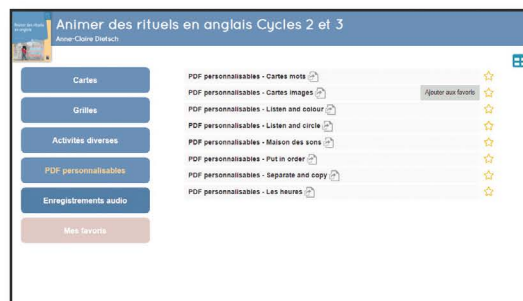 Animer des rituels en anglais Cycles 2 et 3
Anne-Claire Dietsch
Cartes
Grilles
Activités diverses
PDF personnalisables
Enregistrements audio
Mes favoris
PDF personnalisables - Cartes mots
PDF personnalisables - Cartes images
Ajouter aux favoris
PDF personnalisables - Listen and colour
PDF personnalisables - Listen and circle
PDF personnalisables - Maison des sons
PDF personnalisables - Put in order
PDF personnalisables - Separate and copy
PDF personnalisables - Les heures